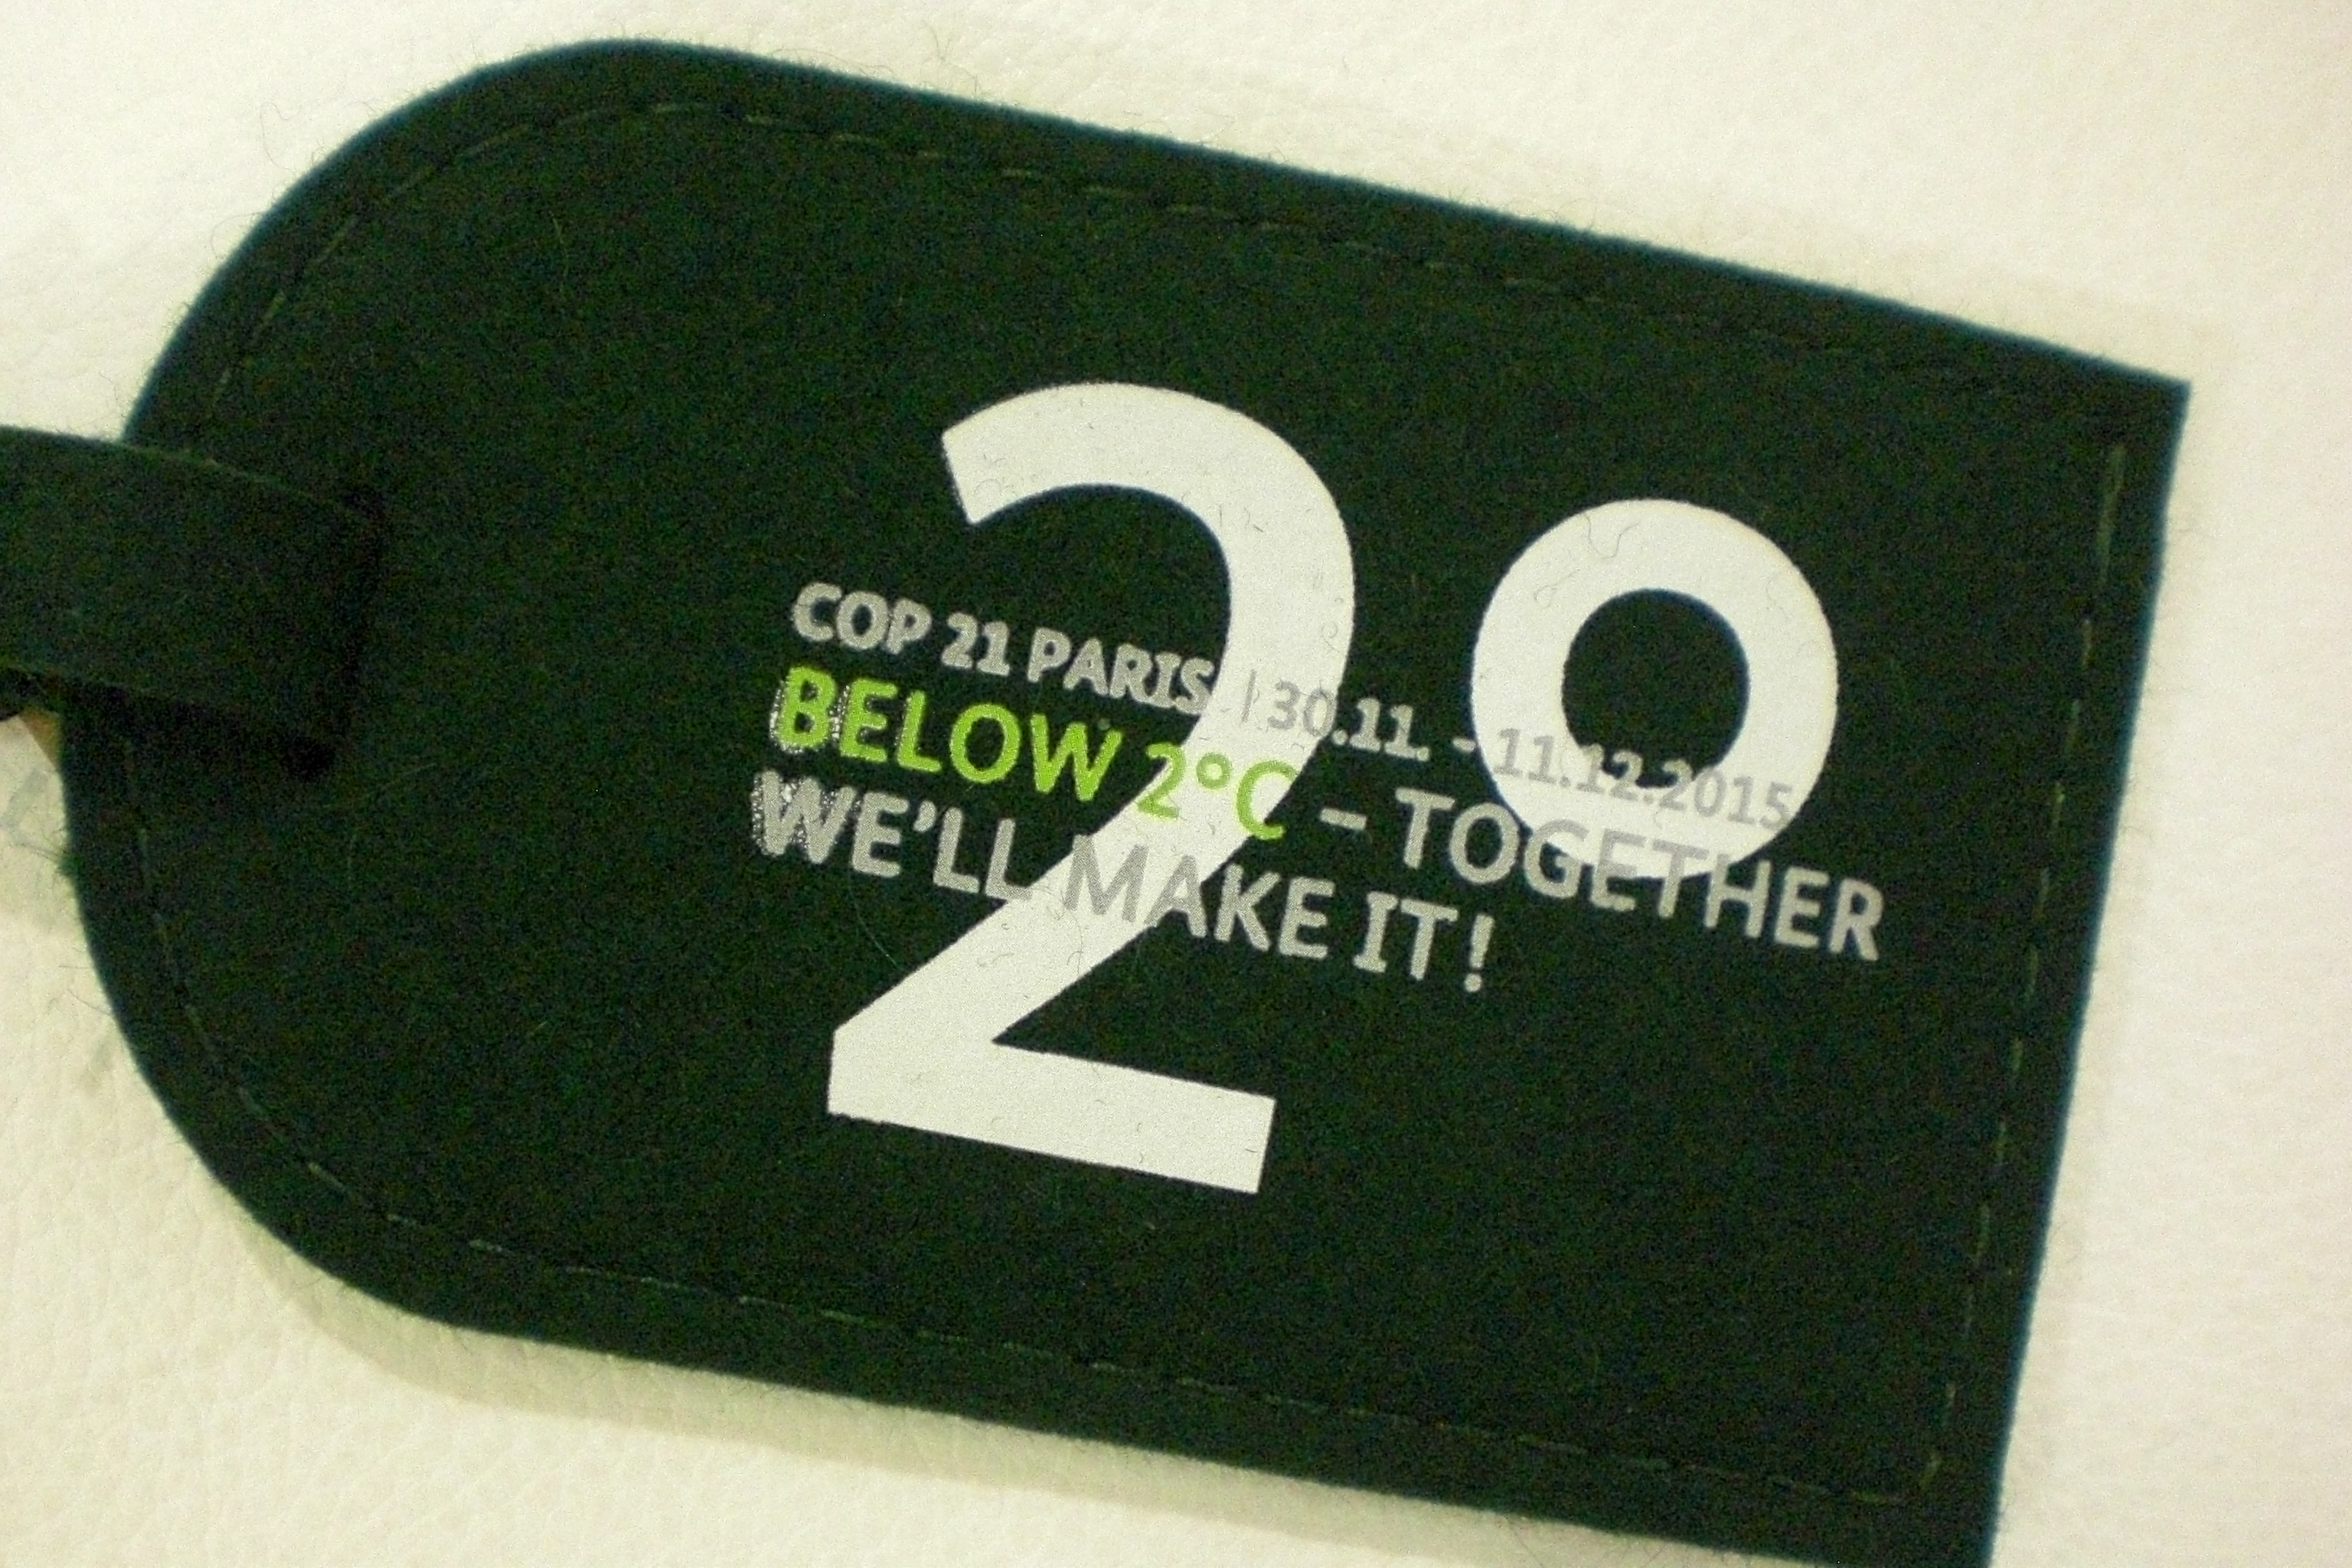 2°
COP 21 PARIS | 30.11. - 11.12.2015
BELOW 2°C – TOGETHER
WE'LL MAKE IT!